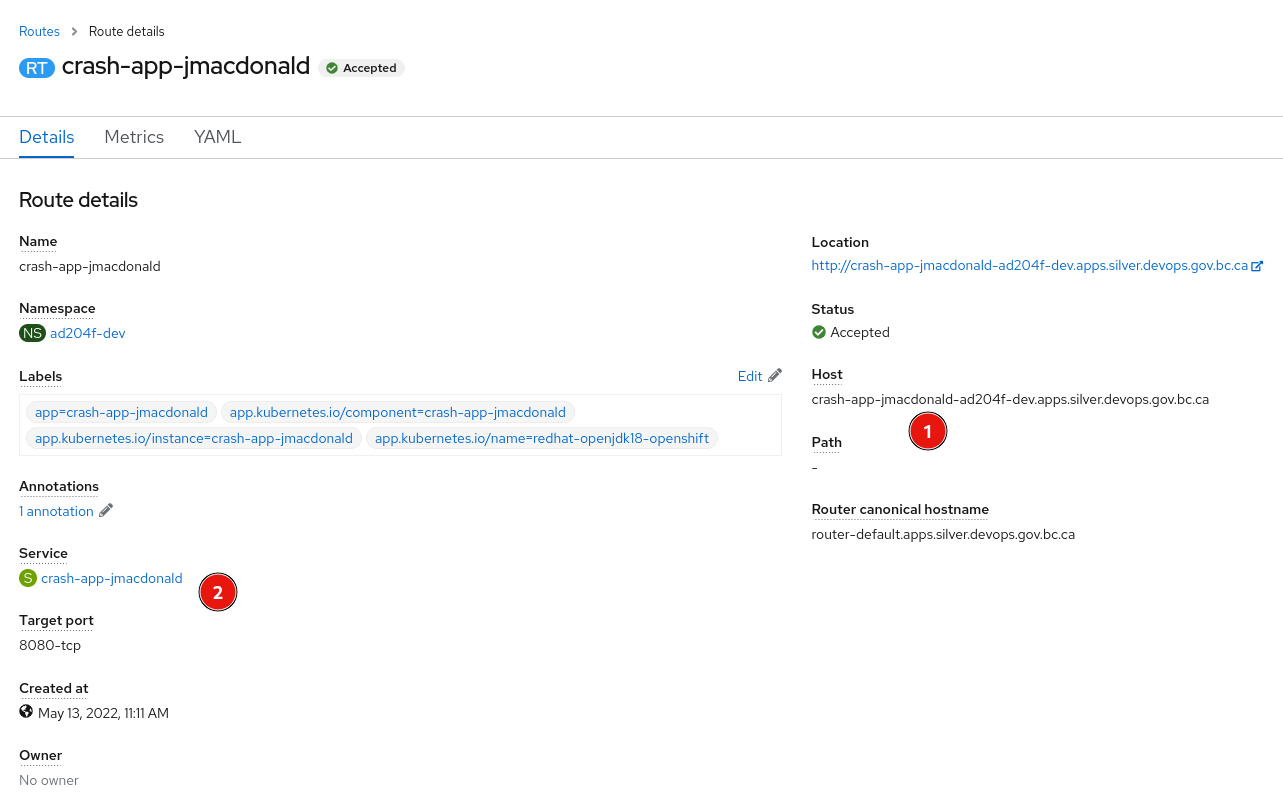 Routes > Route details
RT crash-app-jmacdonald Accepted
Details Metrics YAML
Route details
Name
crash-app-jmacdonald
Namespace
NS ad204f-dev
Labels
Edit
app=crash-app-jmacdonald app.kubernetes.io/component=crash-app-jmacdonald
app.kubernetes.io/instance=crash-app-jmacdonald app.kubernetes.io/name=redhat-openjdk18-openshift
Annotations
1 annotation
Service
S crash-app-jmacdonald
2
Target port
8080-tcp
Created at
May 13, 2022, 11:11 AM
Owner
No owner
Location
http://crash-app-jmacdonald-ad204f-dev.apps.silver.devops.gov.bc.ca
Status
Accepted
Host
crash-app-jmacdonald-ad204f-dev.apps.silver.devops.gov.bc.ca
1
Path
-
Router canonical hostname
router-default.apps.silver.devops.gov.bc.ca